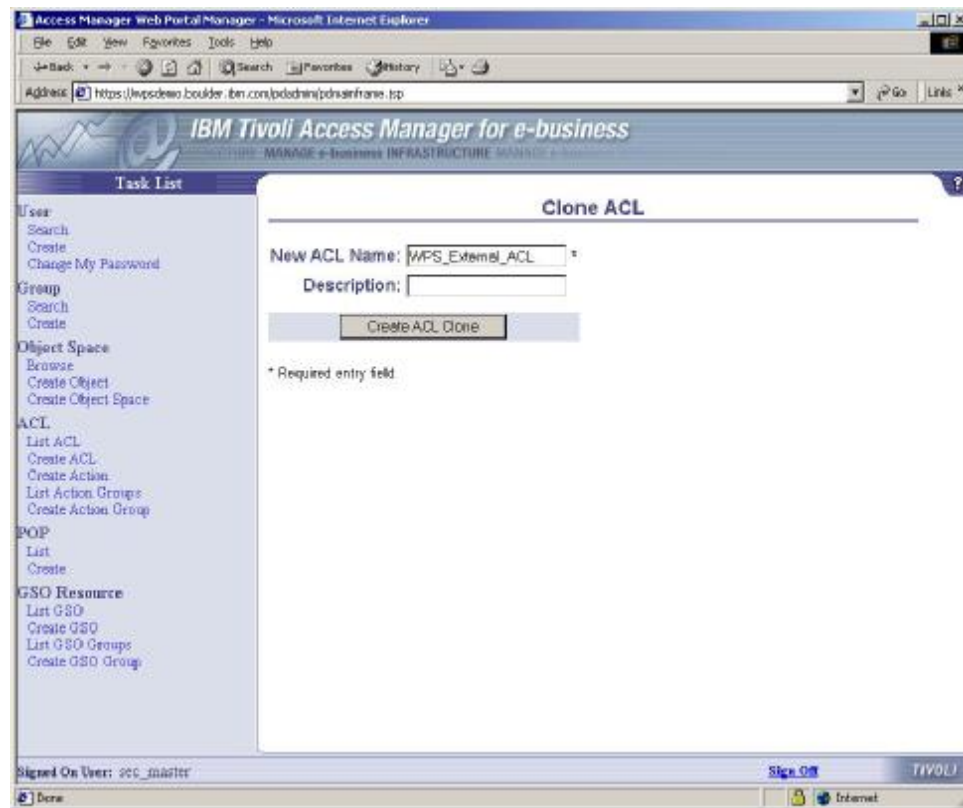 Access Manager Web Portal Manager - Microsoft Internet Explorer
File Edit View Favorites Tools Help
Back Search Favorites History
Address https://wpsdemo.boulder.ibm.com/pdadmin/pdmainframe.jsp Go Links »
IBM Tivoli Access Manager for e-business
MANAGE e-business INFRASTRUCTURE
Task List
?
Clone ACL
User
Search
Create
Change My Password
Group
Search
Create
Object Space
Browse
Create Object
Create Object Space
ACL
List ACL
Create ACL
Create Action
List Action Groups
Create Action Group
POP
List
Create
GSO Resource
List GSO
Create GSO
List GSO Groups
Create GSO Group
New ACL Name: WPS_External_ACL *
Description:
Create ACL Clone
* Required entry field
Signed On User: sec_master
Sign Off
TIVOLI
Done
Internet